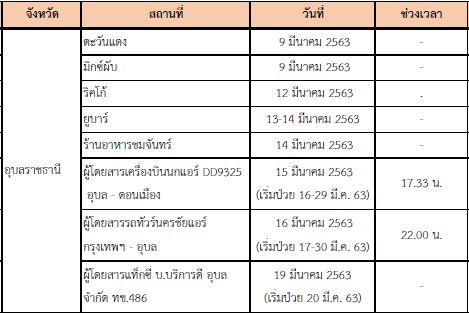 จังหวัด สถานที่ วันที่ ช่วงเวลา
ตะวันแดง 9 มีนาคม 2563 -
มิกซ์ผับ 9 มีนาคม 2563 -
ริคโก้ 12 มีนาคม 2563 .
ยูบาร์ 13-14 มีนาคม 2563 -
ร้านอาหารชมจันทร์ 14 มีนาคม 2563 -
อุบลราชธานี
ผู้โดยสารเครื่องบินนกแอร์ DD9325 15 มีนาคม 2563 17.33 น.
อุบล - ดอนเมือง (เริ่มป่วย 16-29 มี.ค. 63)
ผู้โดยสารรถทัวร์นครชัยแอร์ 16 มีนาคม 2563 22.00 น.
กรุงเทพฯ - อุบล (เริ่มป่วย 17-30 มี.ค. 63)
ผู้โดยสารแท็กซี่ บ.บริการดี อุบล 19 มีนาคม 2563 -
จำกัด ทข.486 (เริ่มป่วย 20 มี.ค. 63)